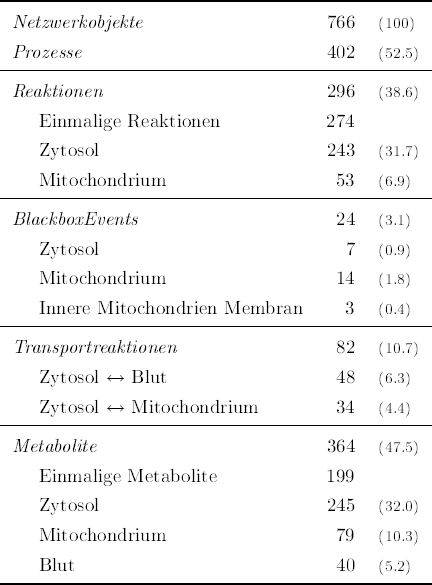 Netzwerkobjekte 766 (100)
Prozesse 402 (52.5)
Reaktionen 296 (38.6)
Einmalige Reaktionen 274
Zytosol 243 (31.7)
Mitochondrium 53 (6.9)
BlackboxEvents 24 (3.1)
Zytosol 7 (0.9)
Mitochondrium 14 (1.8)
Innere Mitochondrien Membran 3 (0.4)
Transportreaktionen 82 (10.7)
Zytosol ↔ Blut 48 (6.3)
Zytosol ↔ Mitochondrium 34 (4.4)
Metabolite 364 (47.5)
Einmalige Metabolite 199
Zytosol 245 (32.0)
Mitochondrium 79 (10.3)
Blut 40 (5.2)